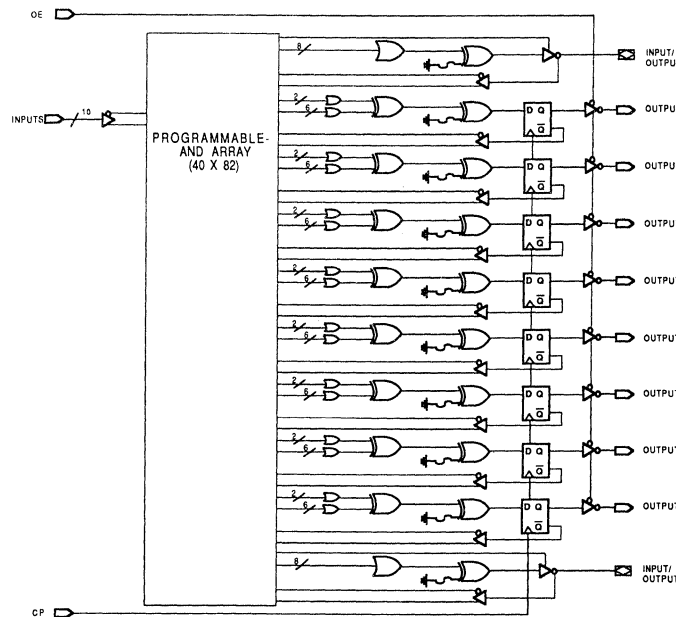 OE
8
INPUT/
OUTPUT
2
6
D Q
Q̅
OUTPUT
INPUTS
10
PROGRAMMABLE-
AND ARRAY
(40 X 82)
2
6
D Q
Q̅
OUTPUT
2
6
D Q
Q̅
OUTPUT
2
6
D Q
Q̅
OUTPUT
2
6
D Q
Q̅
OUTPUT
2
6
D Q
Q̅
OUTPUT
2
6
D Q
Q̅
OUTPUT
2
6
D Q
Q̅
OUTPUT
8
INPUT/
OUTPUT
CP